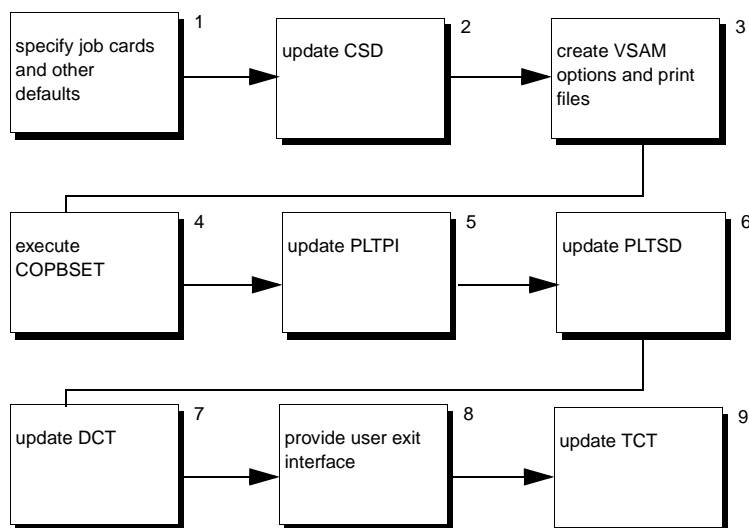 1
specify job cards
and other
defaults
2
update CSD
3
create VSAM
options and print
files
4
execute
COPBSET
5
update PLTPI
6
update PLTSD
7
update DCT
8
provide user exit
interface
9
update TCT